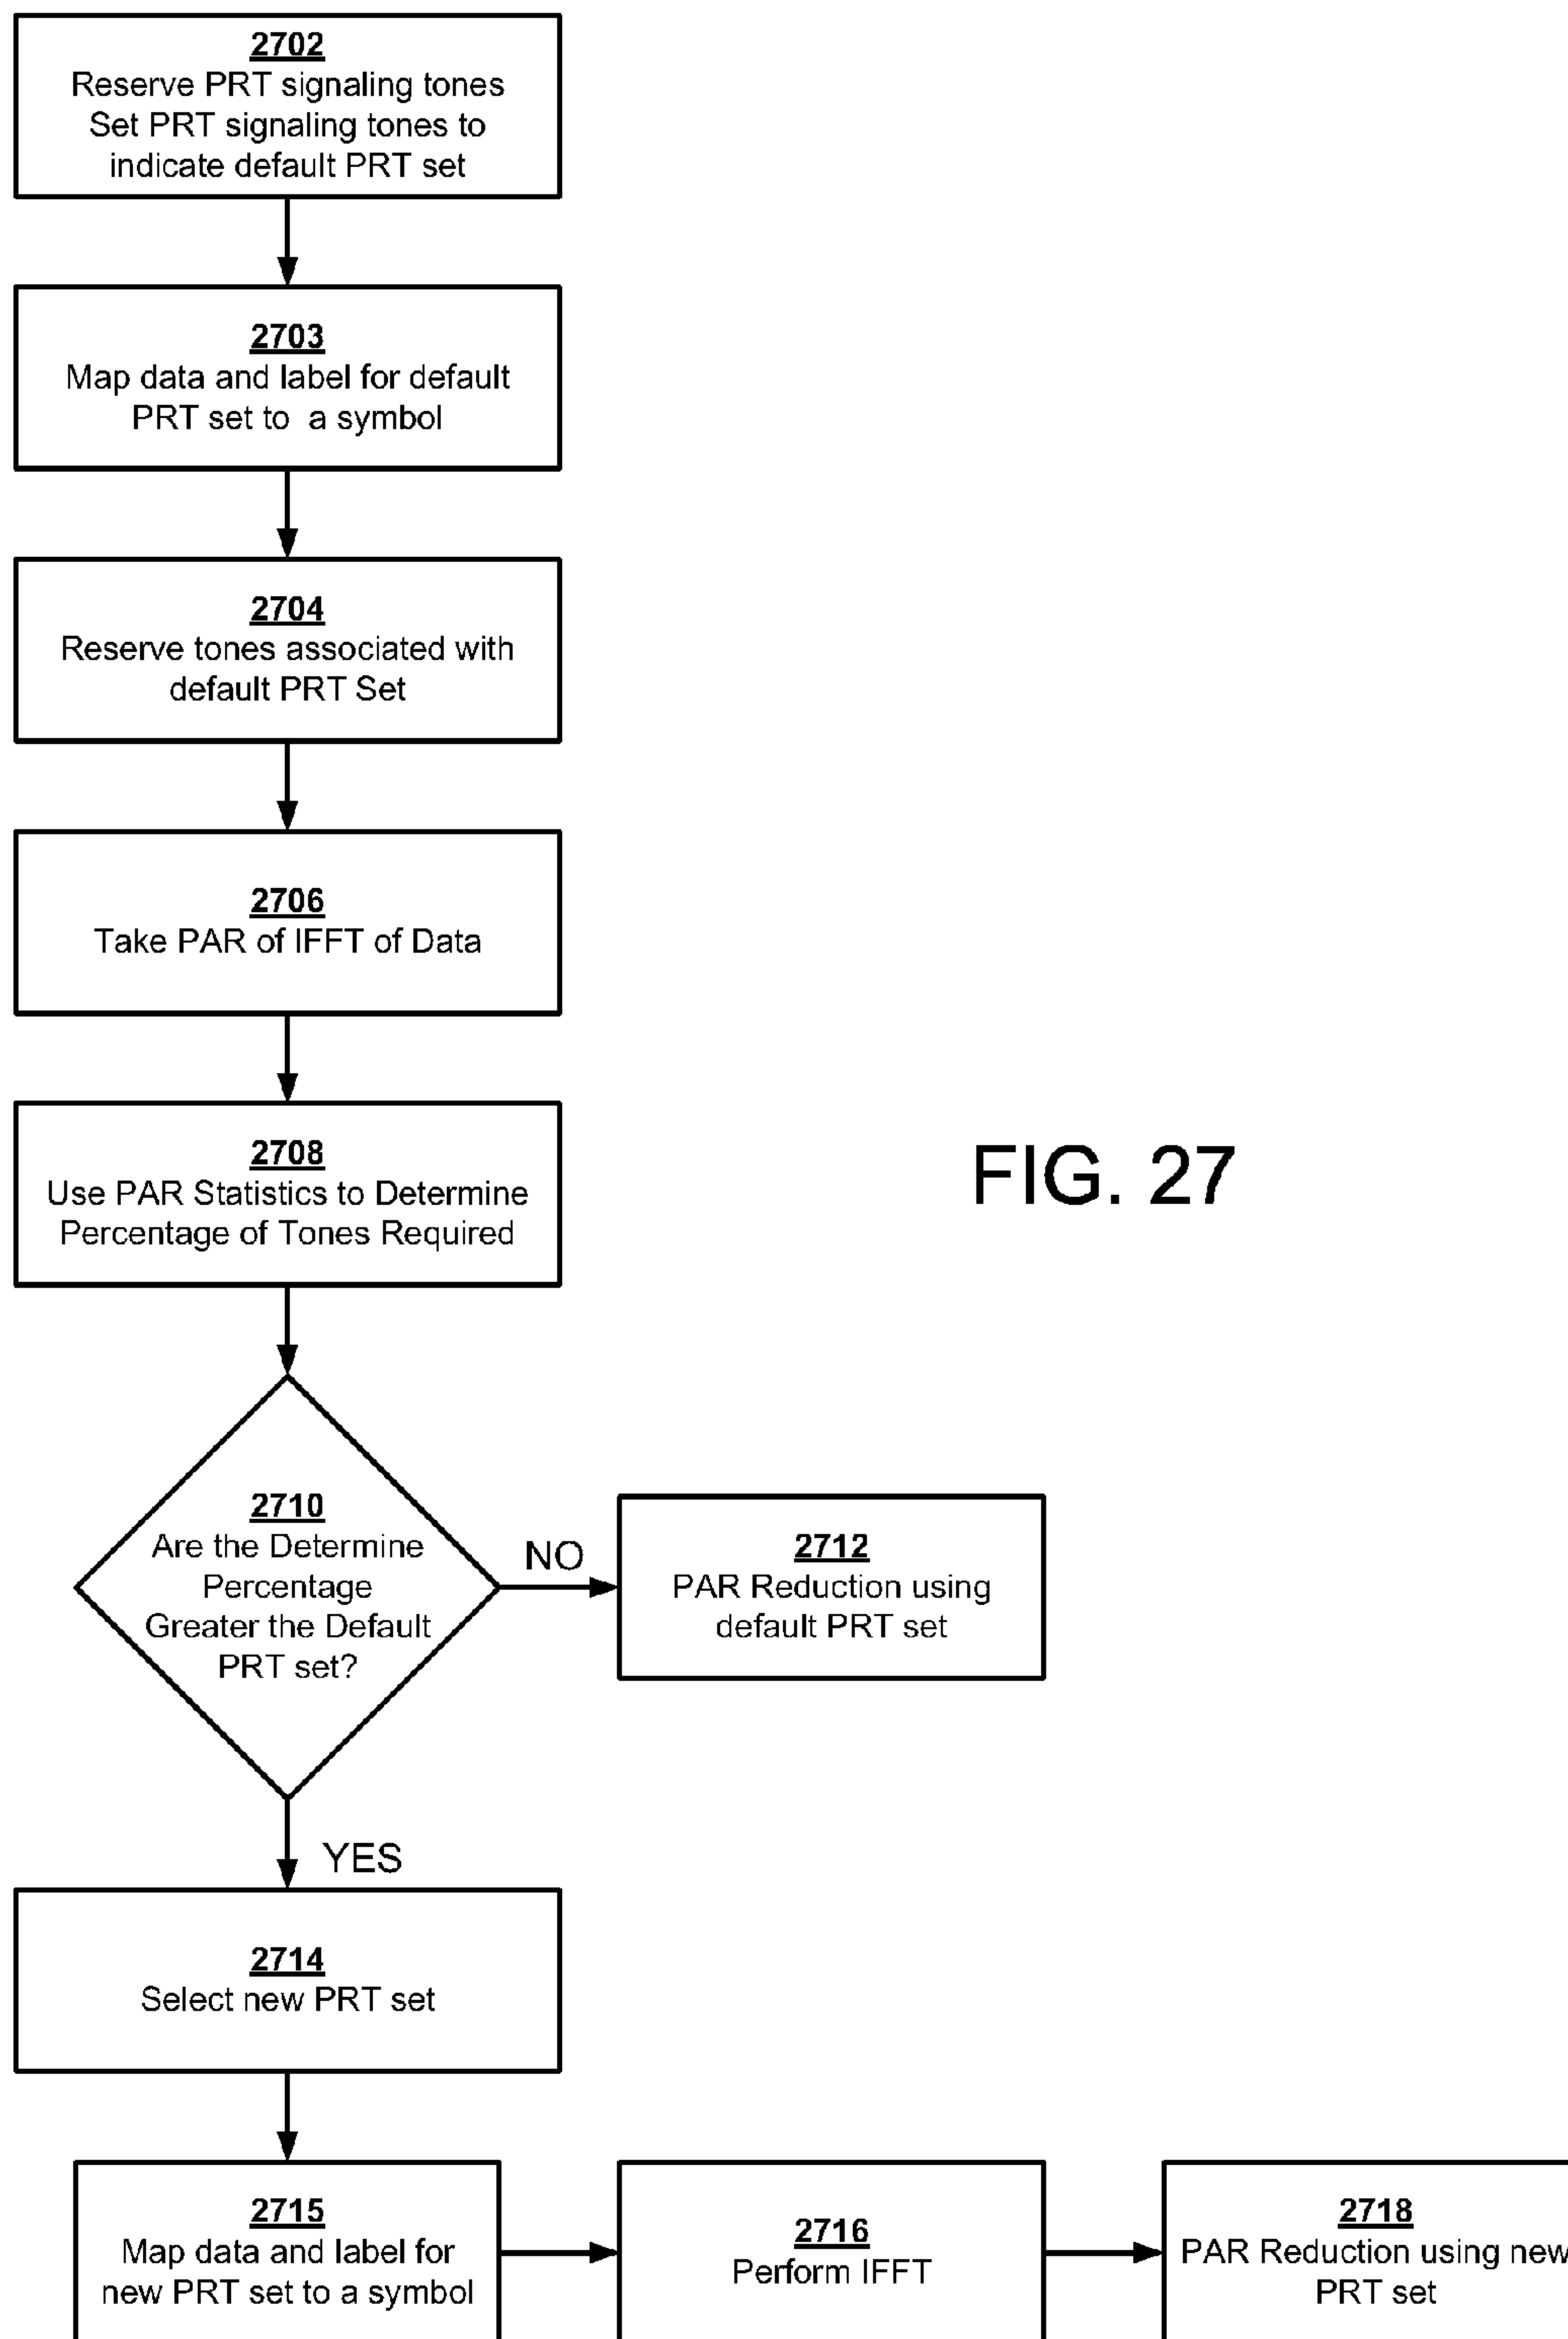 2702
Reserve PRT signaling tones
Set PRT signaling tones to
indicate default PRT set
2703
Map data and label for default
PRT set to a symbol
2704
Reserve tones associated with
default PRT Set
2706
Take PAR of IFFT of Data
2708
Use PAR Statistics to Determine
Percentage of Tones Required
FIG. 27
2710
Are the Determine
Percentage
Greater the Default
PRT set?
NO
2712
PAR Reduction using
default PRT set
YES
2714
Select new PRT set
2715
Map data and label for
new PRT set to a symbol
2716
Perform IFFT
2718
PAR Reduction using new
PRT set